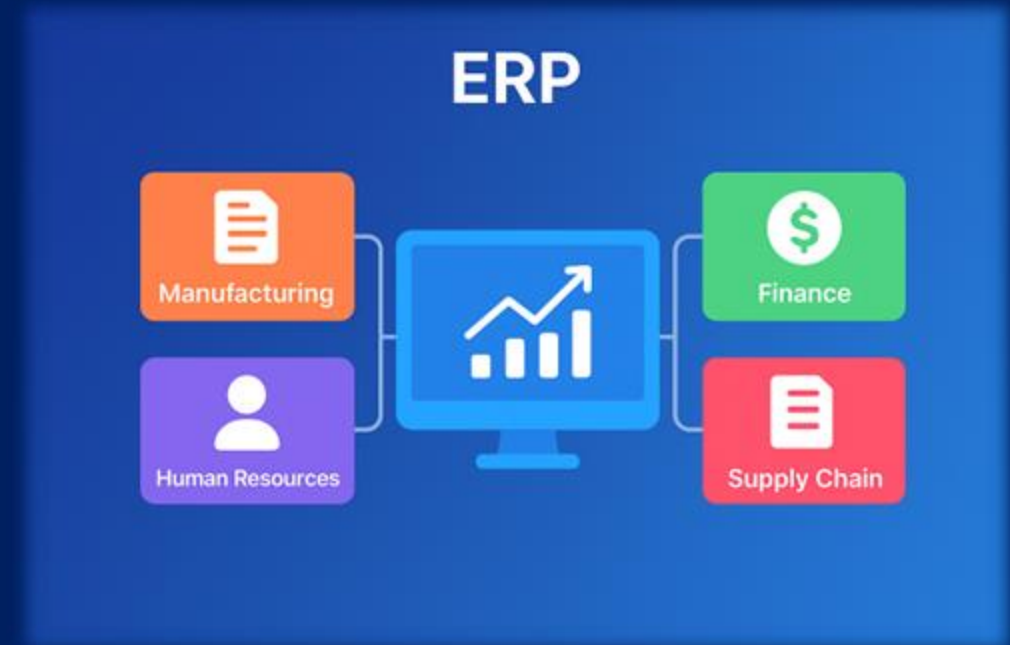 ERP
Manufacturing
Finance
Human Resources
Supply Chain